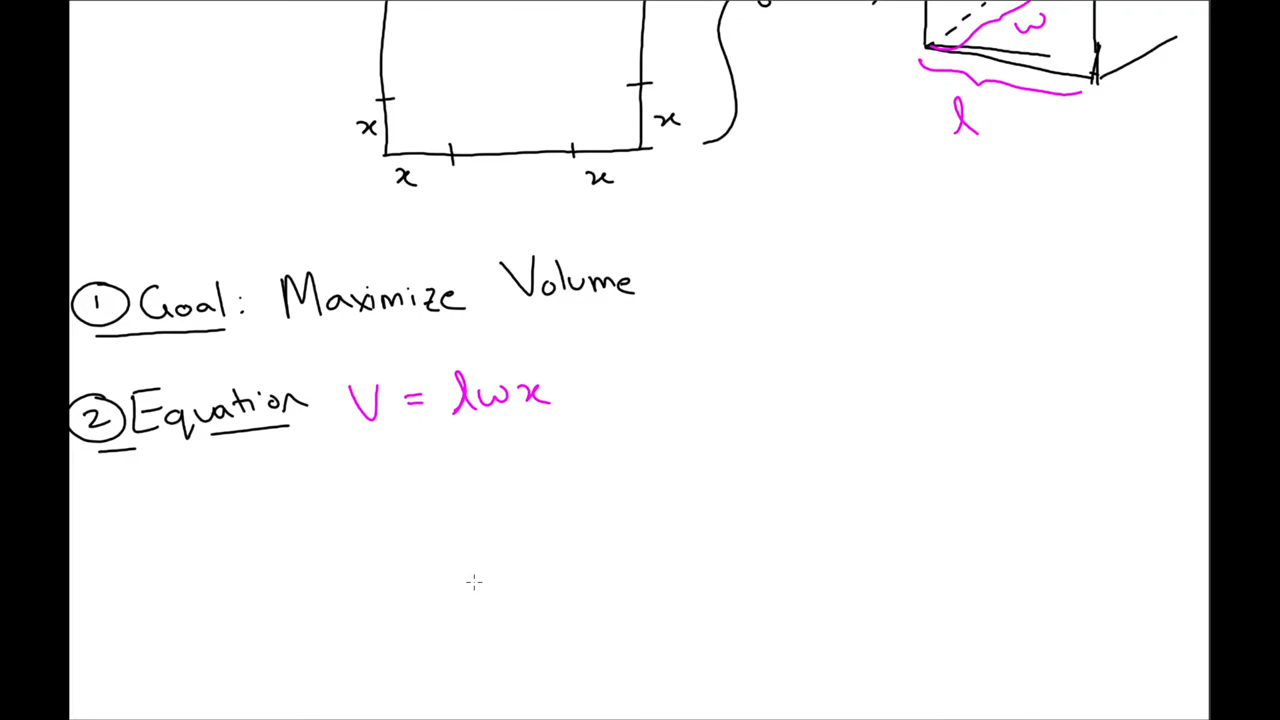 w
l
x x
x x
① Goal: Maximize Volume
② Equation V = lwx